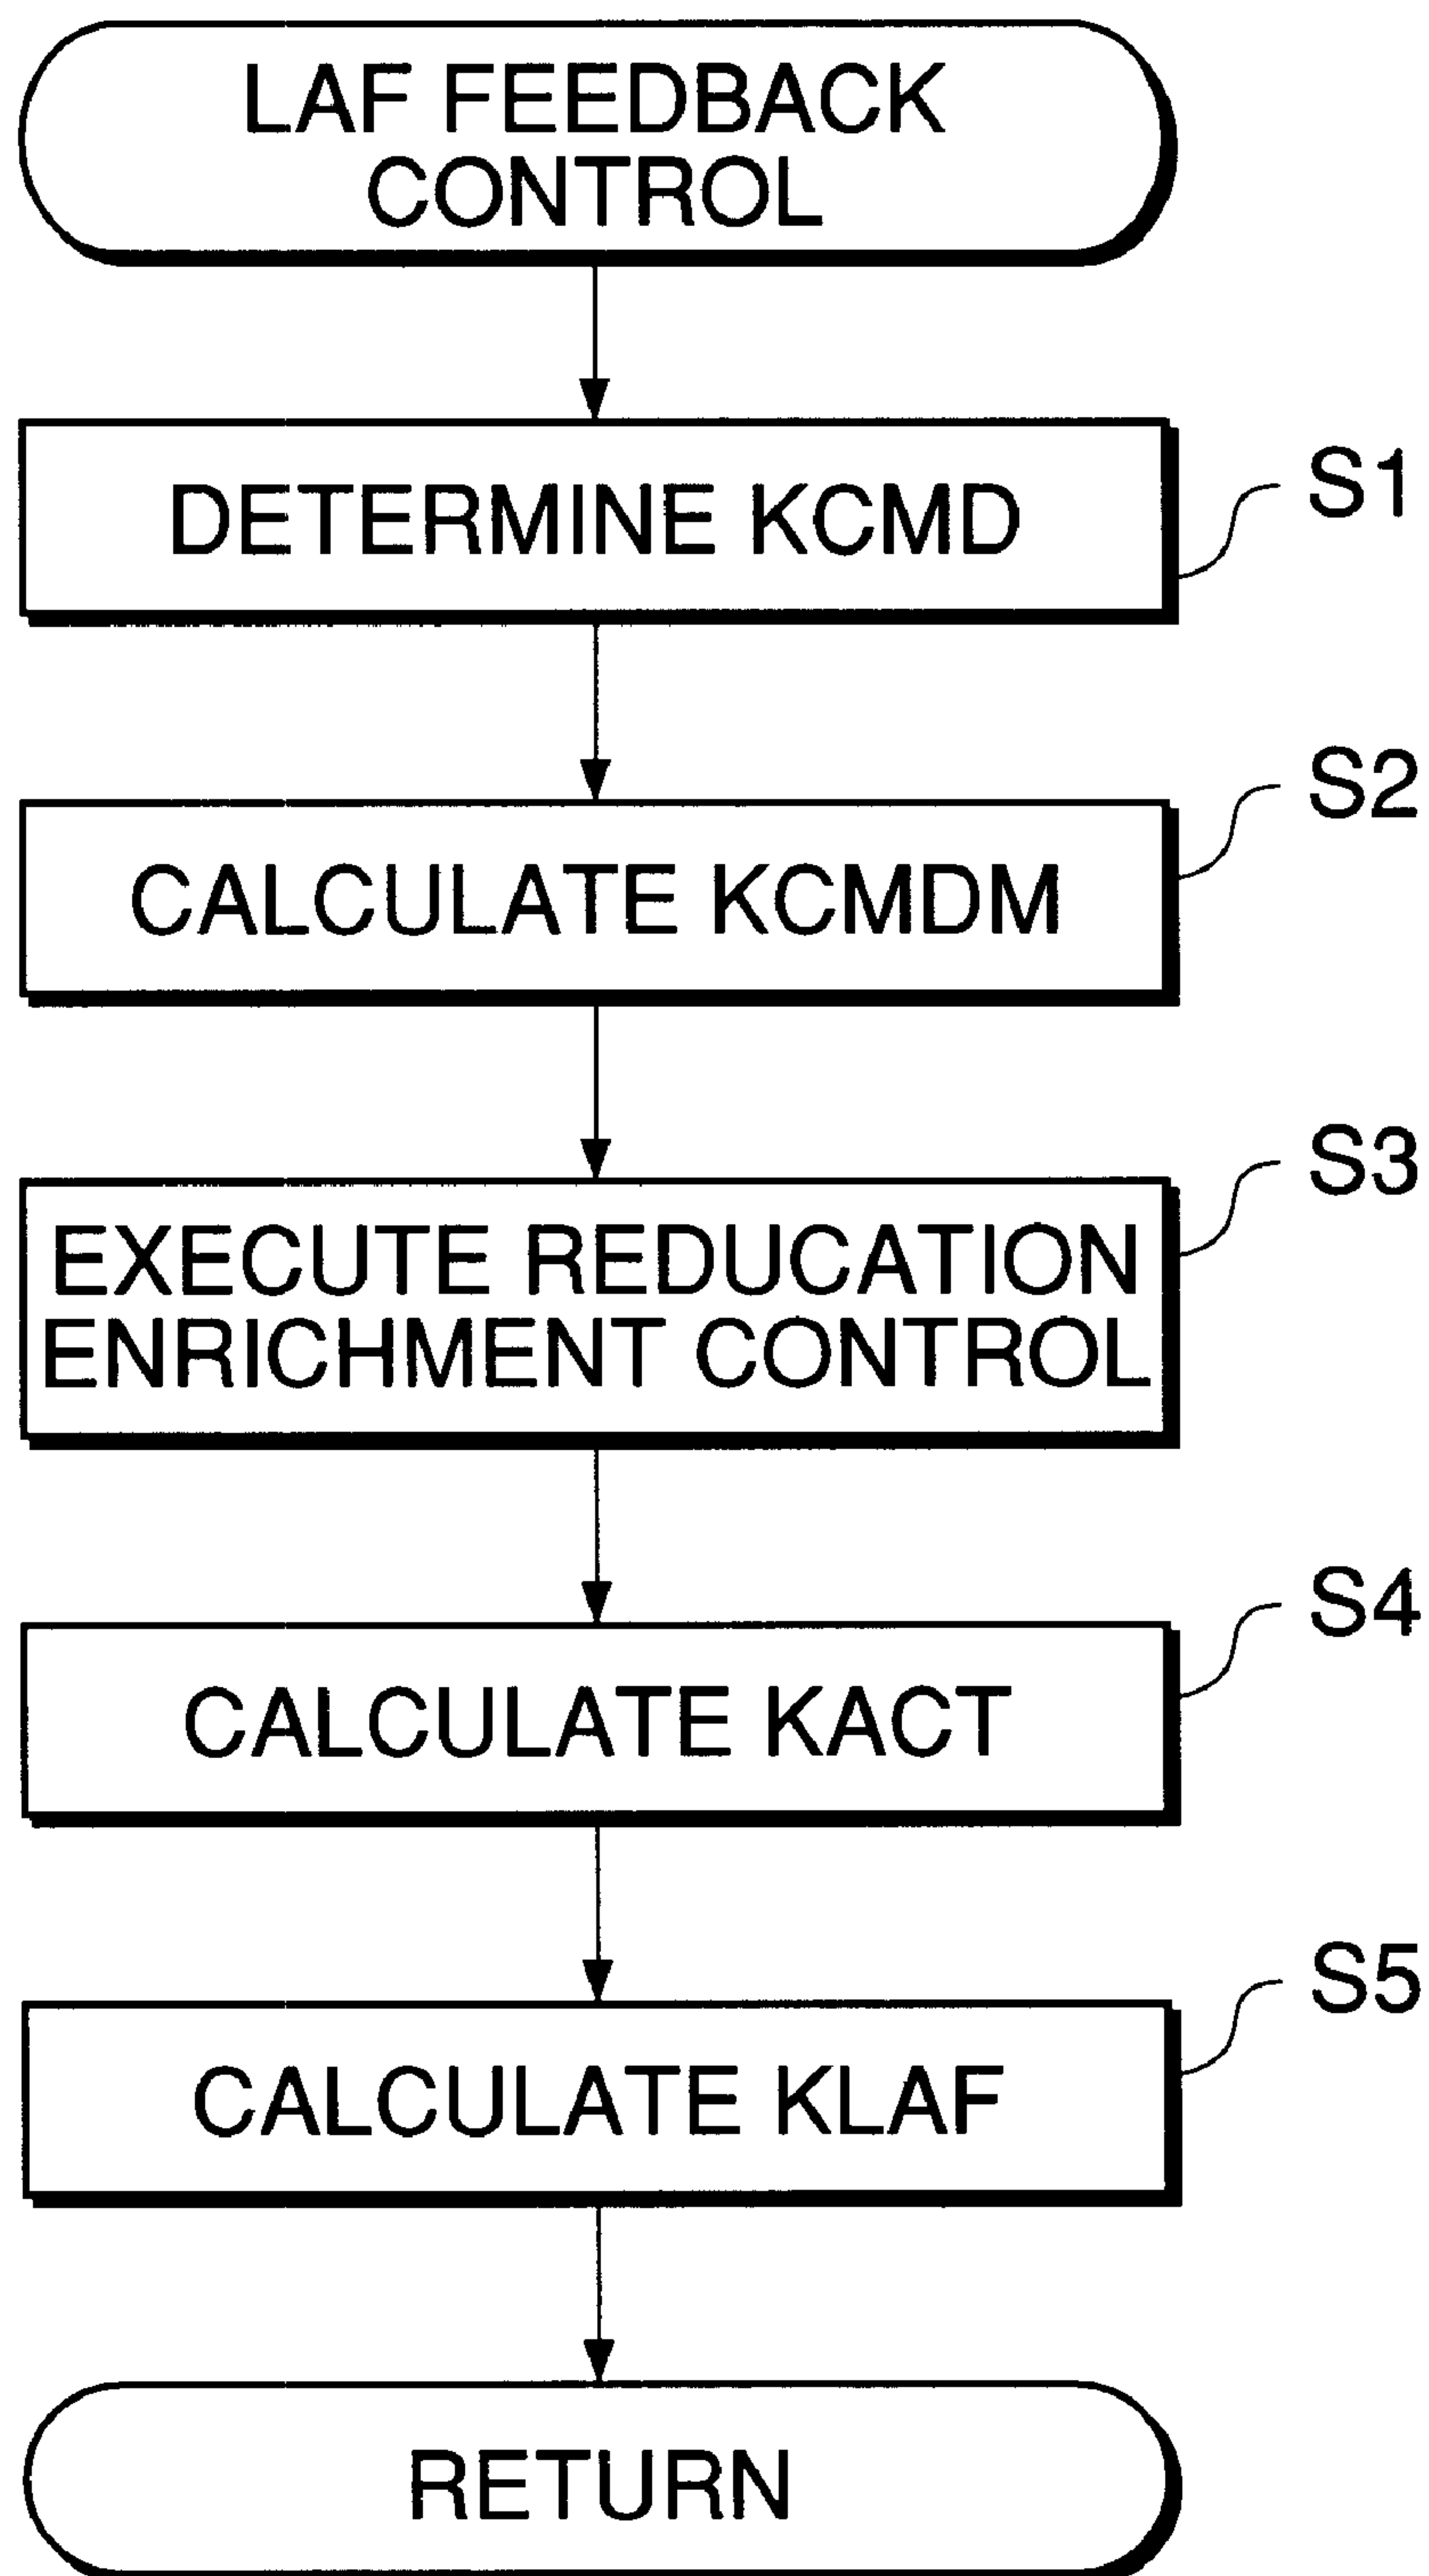 LAF FEEDBACK
CONTROL
DETERMINE KCMD
S1
CALCULATE KCMDM
S2
EXECUTE REDUCATION
ENRICHMENT CONTROL
S3
CALCULATE KACT
S4
CALCULATE KLAF
S5
RETURN